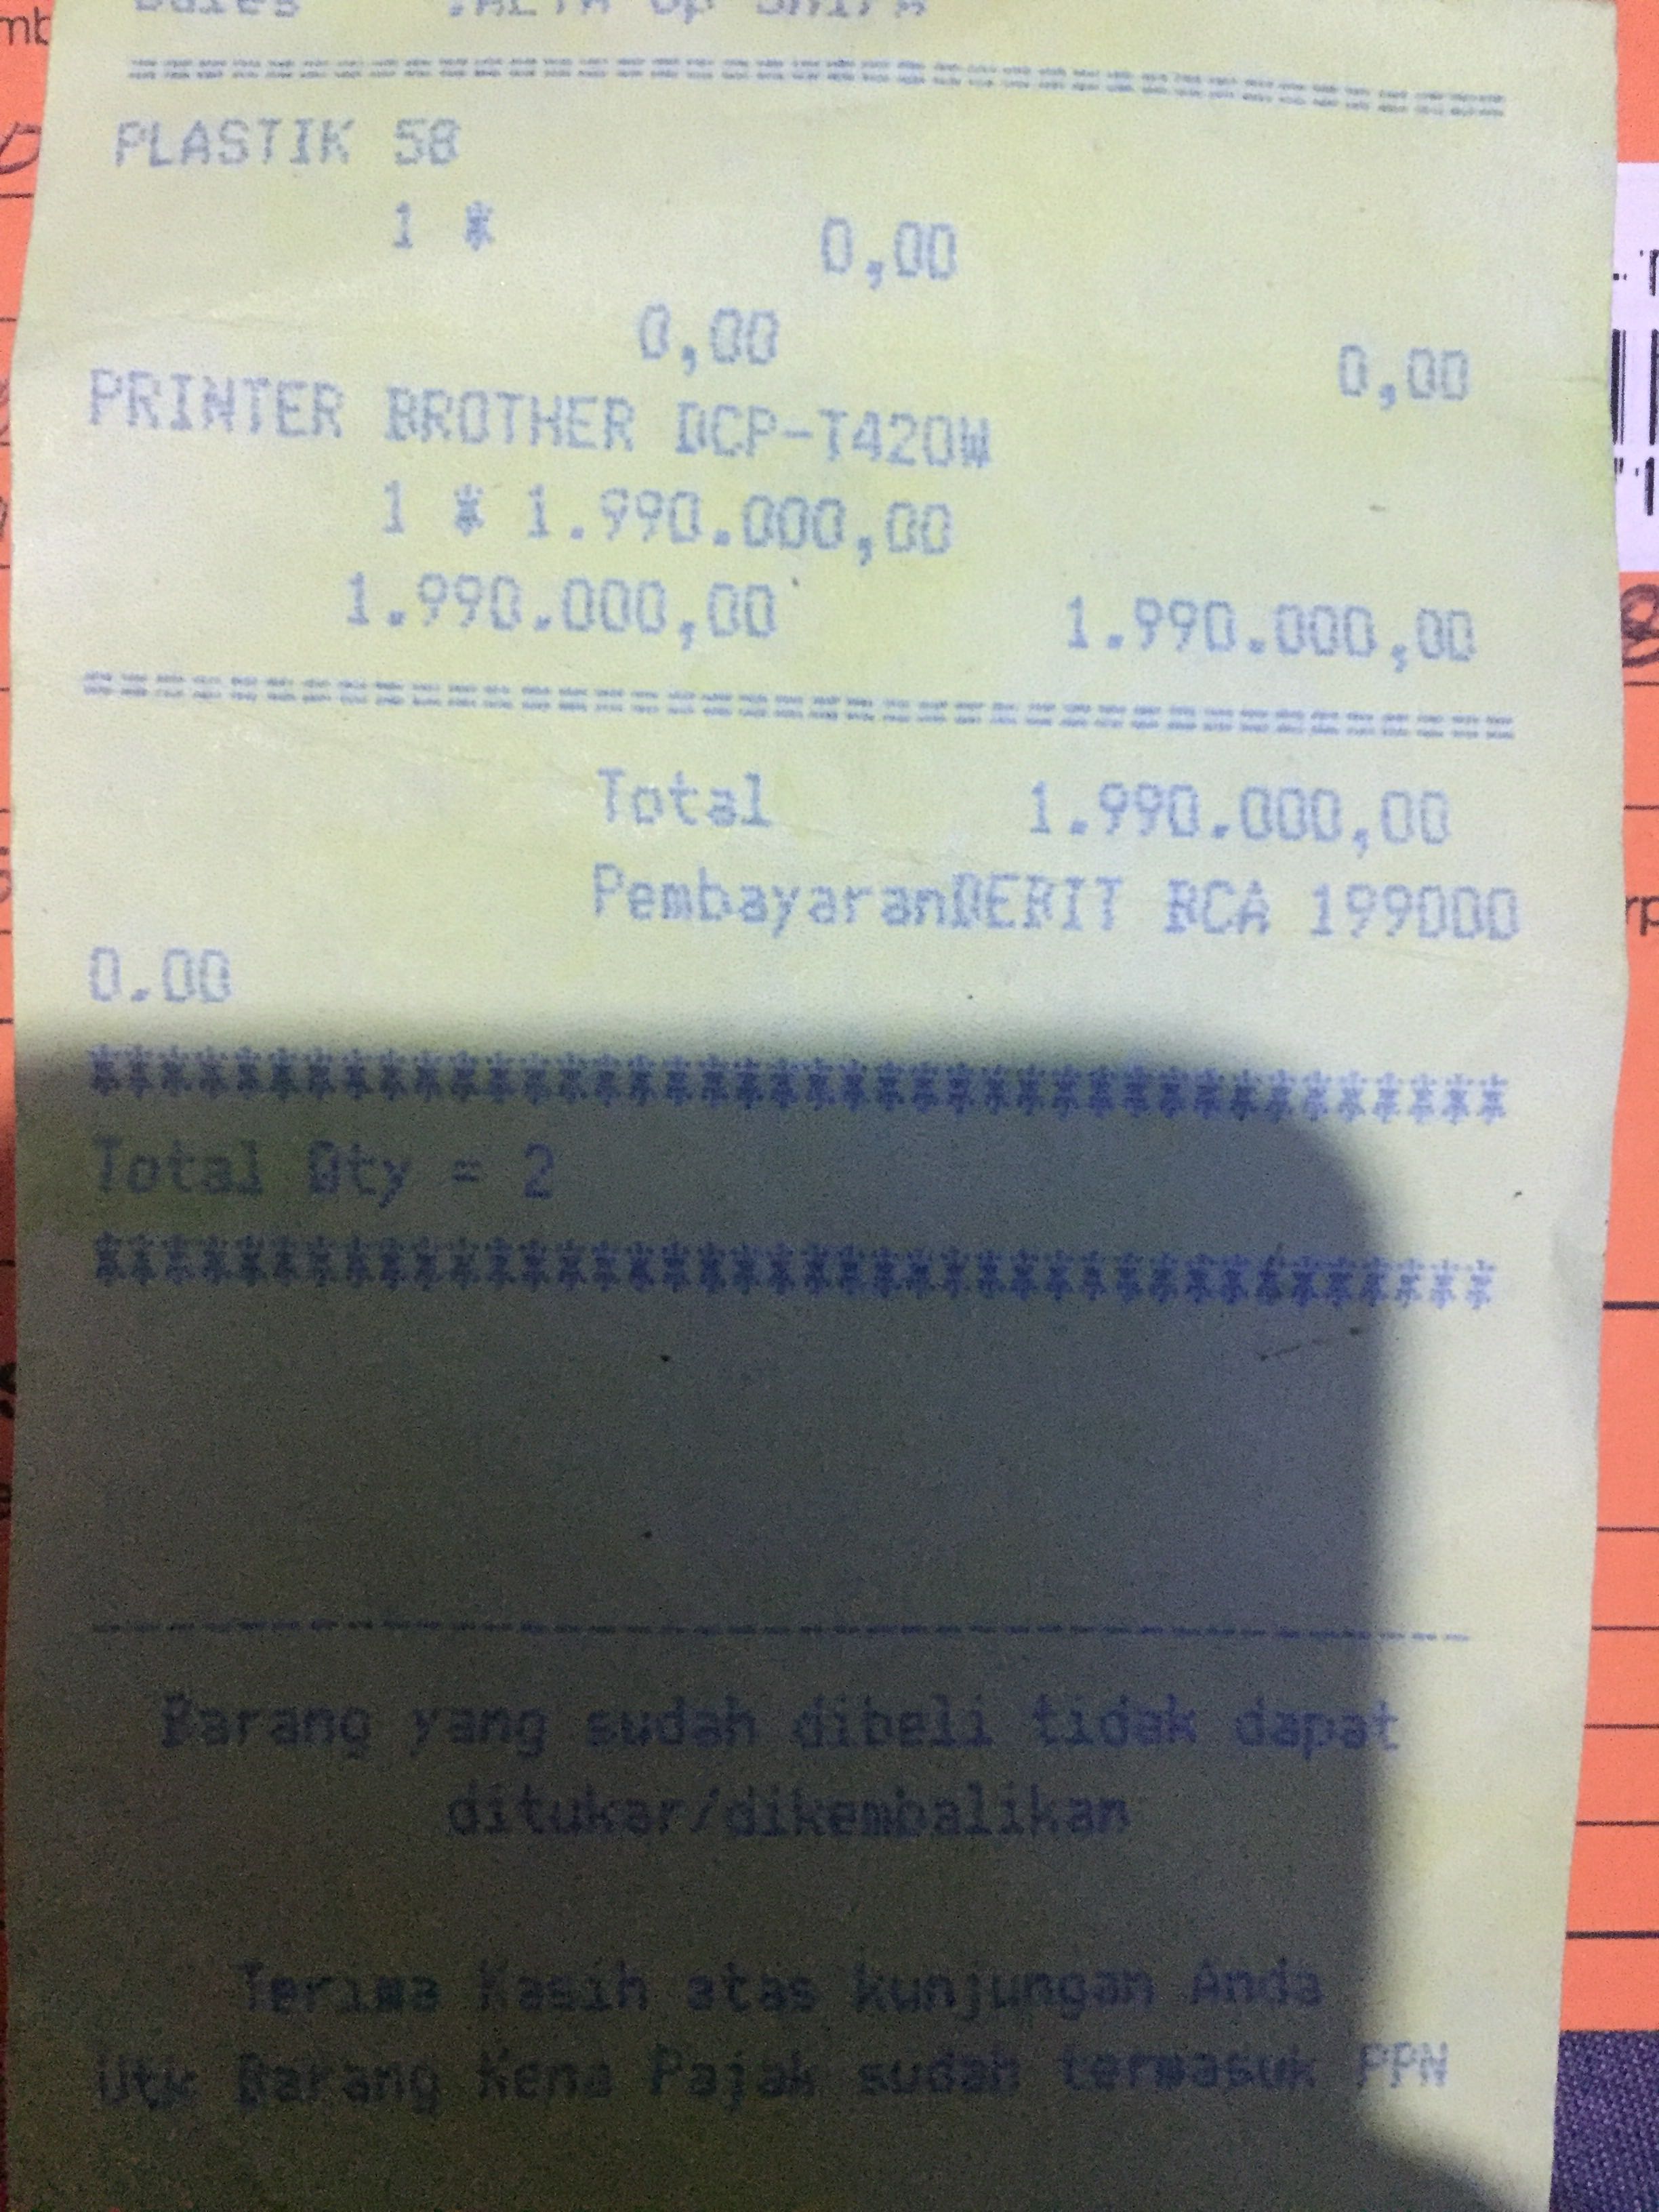 PLASTIK 58
1 * 0,00
0,00 0,00
PRINTER BROTHER DCP-T420W
1 * 1.990.000,00
1.990.000,00 1.990.000,00
Total 1.990.000,00
PembayaranDEBIT BCA 199000
0.00
****************************************
Total Qty = 2
****************************************
Barang yang sudah dibeli tidak dapat
ditukar/dikembalikan
Terima Kasih atas kunjungan Anda
Utk Barang Kena Pajak sudah termasuk PPN